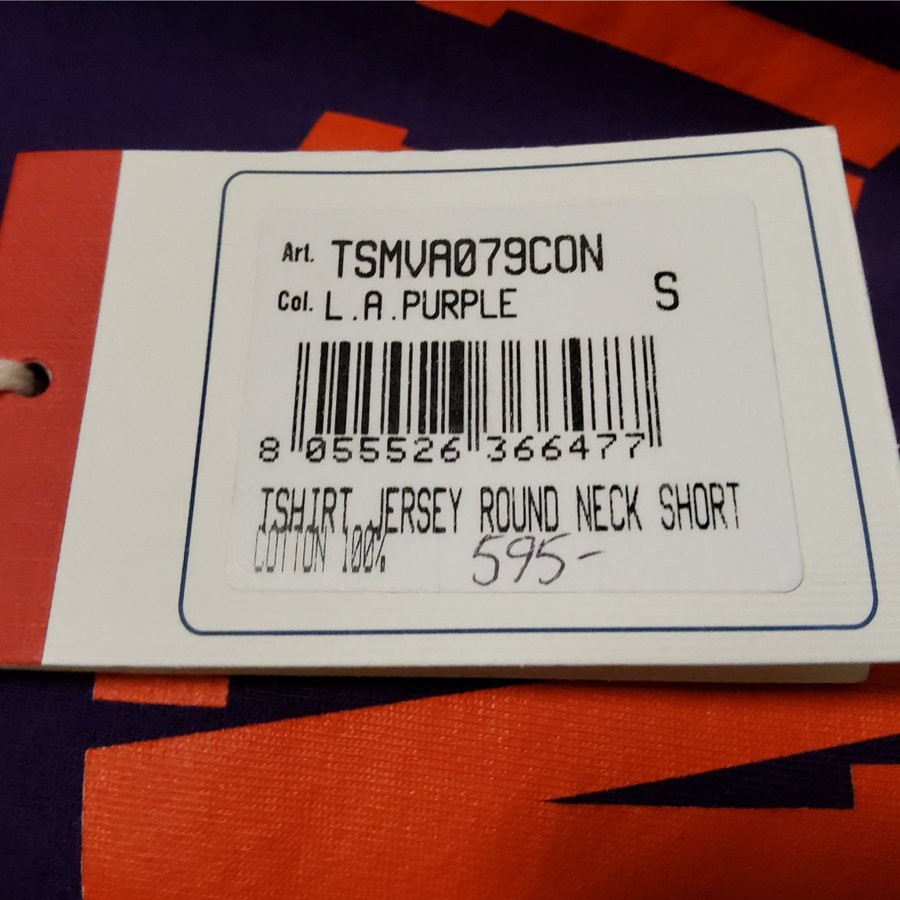 Art. TSMVA079CON
Col. L.A.PURPLE S
8 055526 366477
TSHIRT JERSEY ROUND NECK SHORT
COTTON 100%
595-